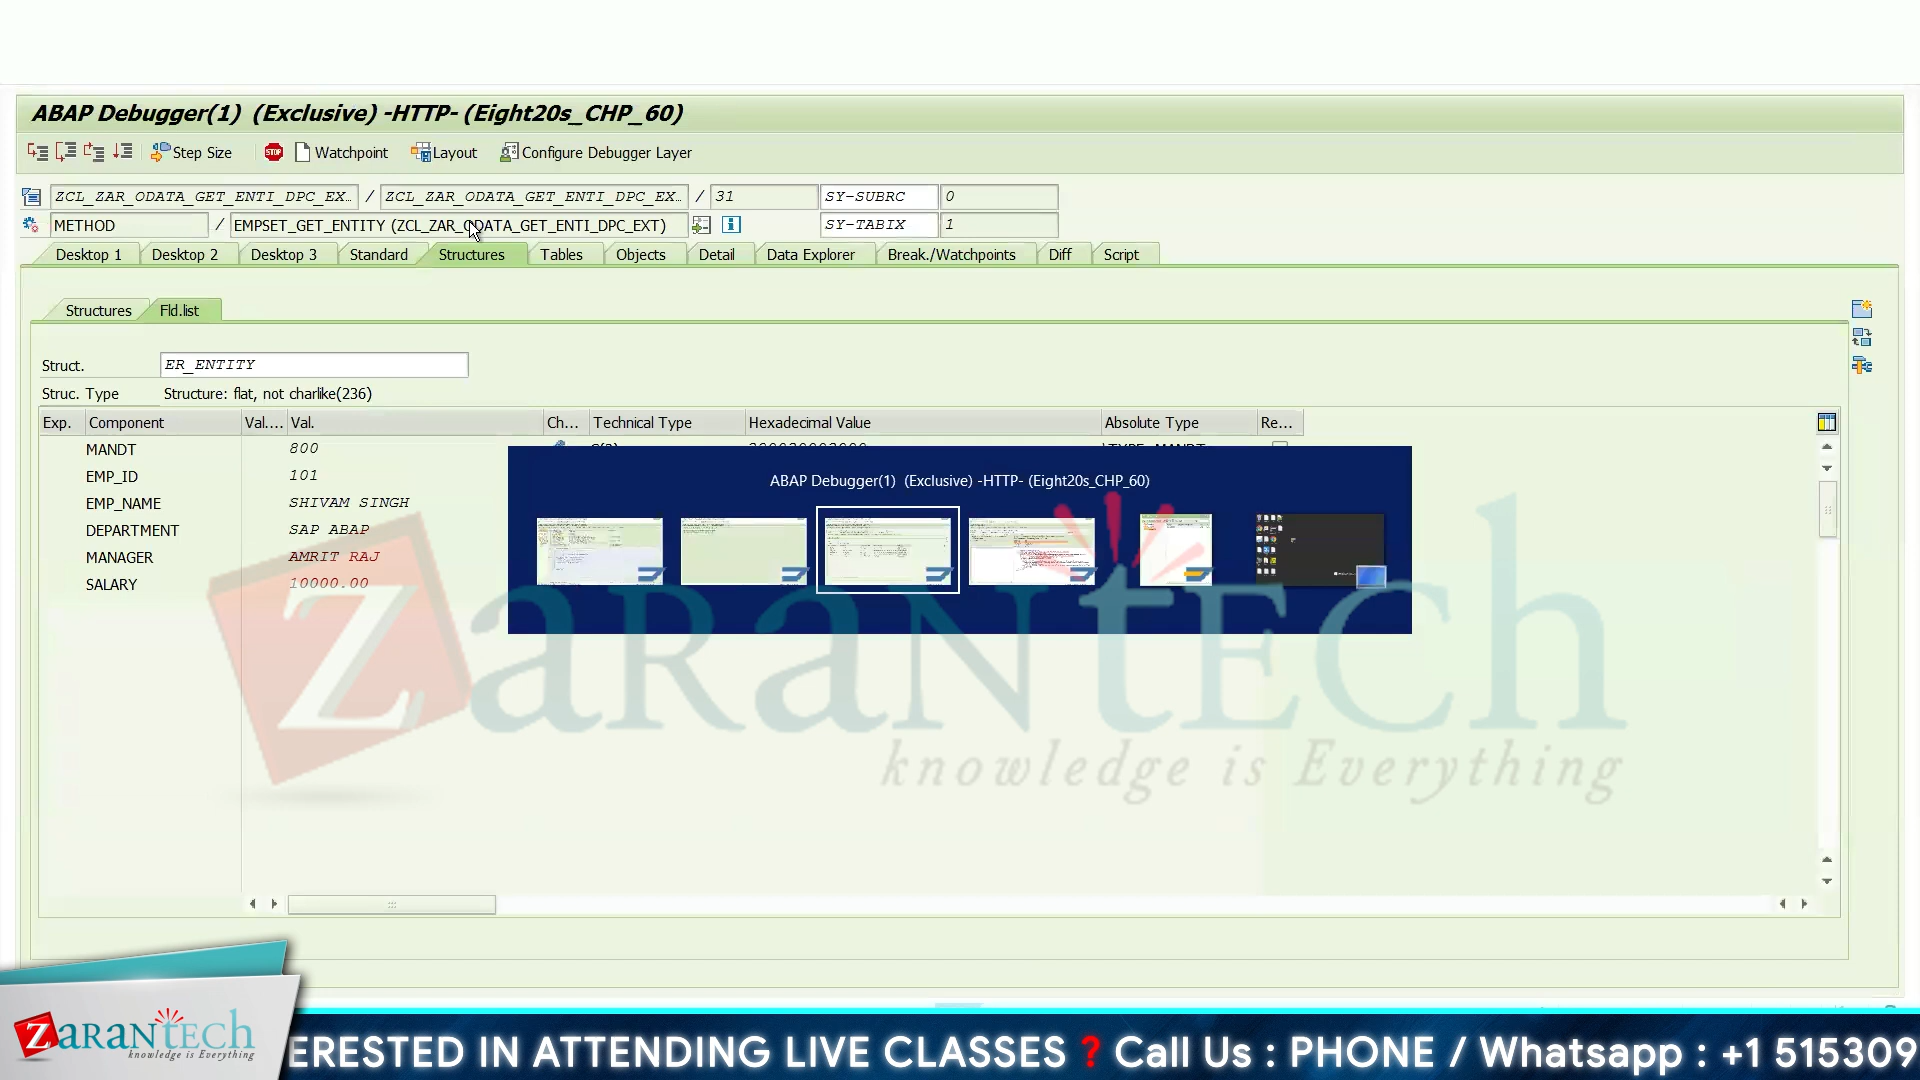 ABAP Debugger(1) (Exclusive) -HTTP- (Eight20s_CHP_60)
Step Size STOP Watchpoint Layout Configure Debugger Layer
ZCL_ZAR_ODATA_GET_ENTI_DPC_EX… / ZCL_ZAR_ODATA_GET_ENTI_DPC_EX… / 31 SY-SUBRC 0
METHOD / EMPSET_GET_ENTITY (ZCL_ZAR_ODATA_GET_ENTI_DPC_EXT) SY-TABIX 1
Desktop 1 Desktop 2 Desktop 3 Standard Structures Tables Objects Detail Data Explorer Break./Watchpoints Diff Script
Structures Fld.list
Struct. ER_ENTITY
Struc. Type Structure: flat, not charlike(236)
Exp. Component Val.... Val. Ch... Technical Type Hexadecimal Value Absolute Type Re...
MANDT 800
EMP_ID 101
EMP_NAME SHIVAM SINGH
DEPARTMENT SAP ABAP
MANAGER AMRIT RAJ
SALARY 10000.00
ABAP Debugger(1) (Exclusive) -HTTP- (Eight20s_CHP_60)
ZaranTech
knowledge is Everything
ZaranTech
knowledge is Everything
ERESTED IN ATTENDING LIVE CLASSES ❓ Call Us : PHONE / Whatsapp : +1 515309